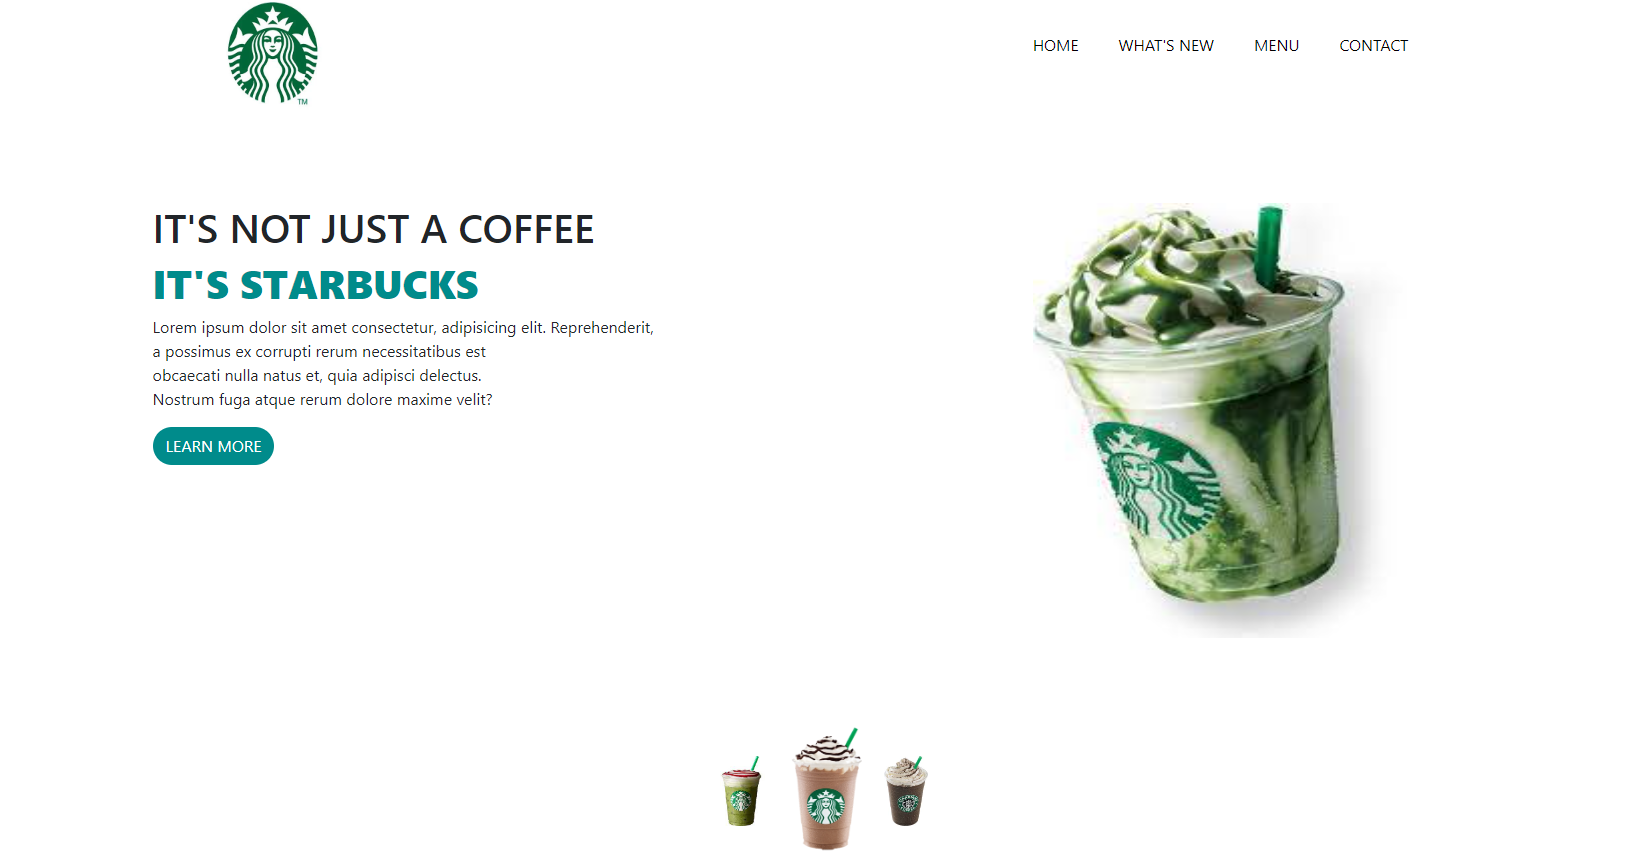 TM
HOME WHAT'S NEW MENU CONTACT
IT'S NOT JUST A COFFEE
IT'S STARBUCKS
Lorem ipsum dolor sit amet consectetur, adipisicing elit. Reprehenderit,
a possimus ex corrupti rerum necessitatibus est
obcaecati nulla natus et, quia adipisci delectus.
Nostrum fuga atque rerum dolore maxime velit?
LEARN MORE